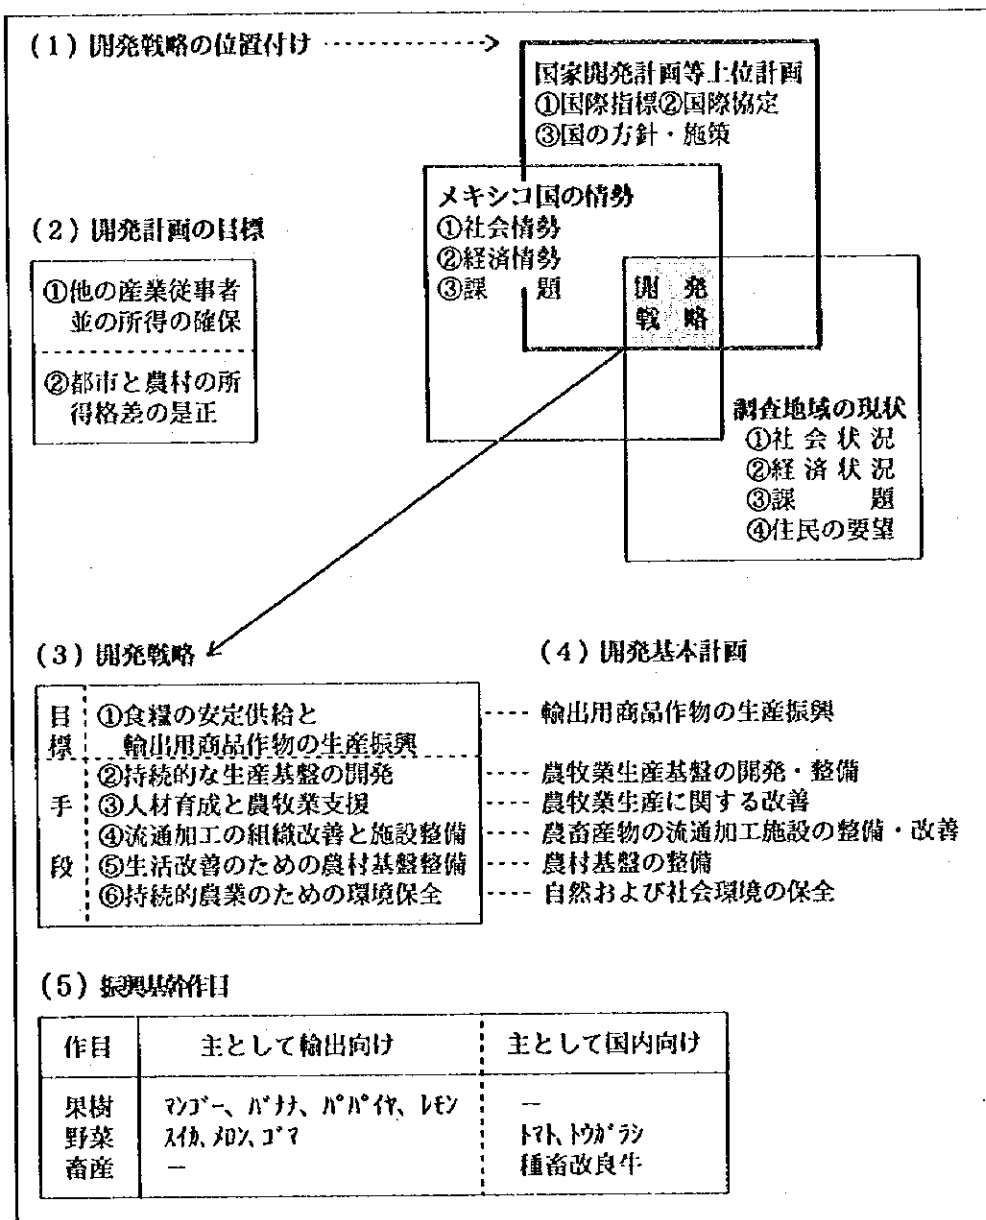 (1) 開発戦略の位置付け ------------->
国家開発計画等上位計画
①国際指標②国際協定
③国の方針・施策
メキシコ国の情勢
①社会情勢
②経済情勢
③課　　題
開　発
戦　略
調査地域の現状
①社 会 状 況
②経 済 状 況
③課　　　題
④住民の要望
(2) 開発計画の目標
①他の産業従事者
並の所得の確保
②都市と農村の所
得格差の是正
(3) 開発戦略
目標
①食糧の安定供給と
輸出用商品作物の生産振興
手段
②持続的な生産基盤の開発
③人材育成と農牧業支援
④流通加工の組織改善と施設整備
⑤生活改善のための農村基盤整備
⑥持続的農業のための環境保全
(4) 開発基本計画
---- 輸出用商品作物の生産振興
---- 農牧業生産基盤の開発・整備
---- 農牧業生産に関する改善
---- 農畜産物の流通加工施設の整備・改善
---- 農村基盤の整備
---- 自然および社会環境の保全
(5) 振興基幹作目
作目　主として輸出向け　主として国内向け
果樹　ﾏﾝｺﾞｰ、ﾊﾞﾅﾅ、ﾊﾟﾊﾟｲﾔ、ﾚﾓﾝ　—
野菜　ｽｲｶ、ﾒﾛﾝ、ｺﾞﾏ　ﾄﾏﾄ、ﾄｳｶﾞﾗｼ
畜産　—　種畜改良牛